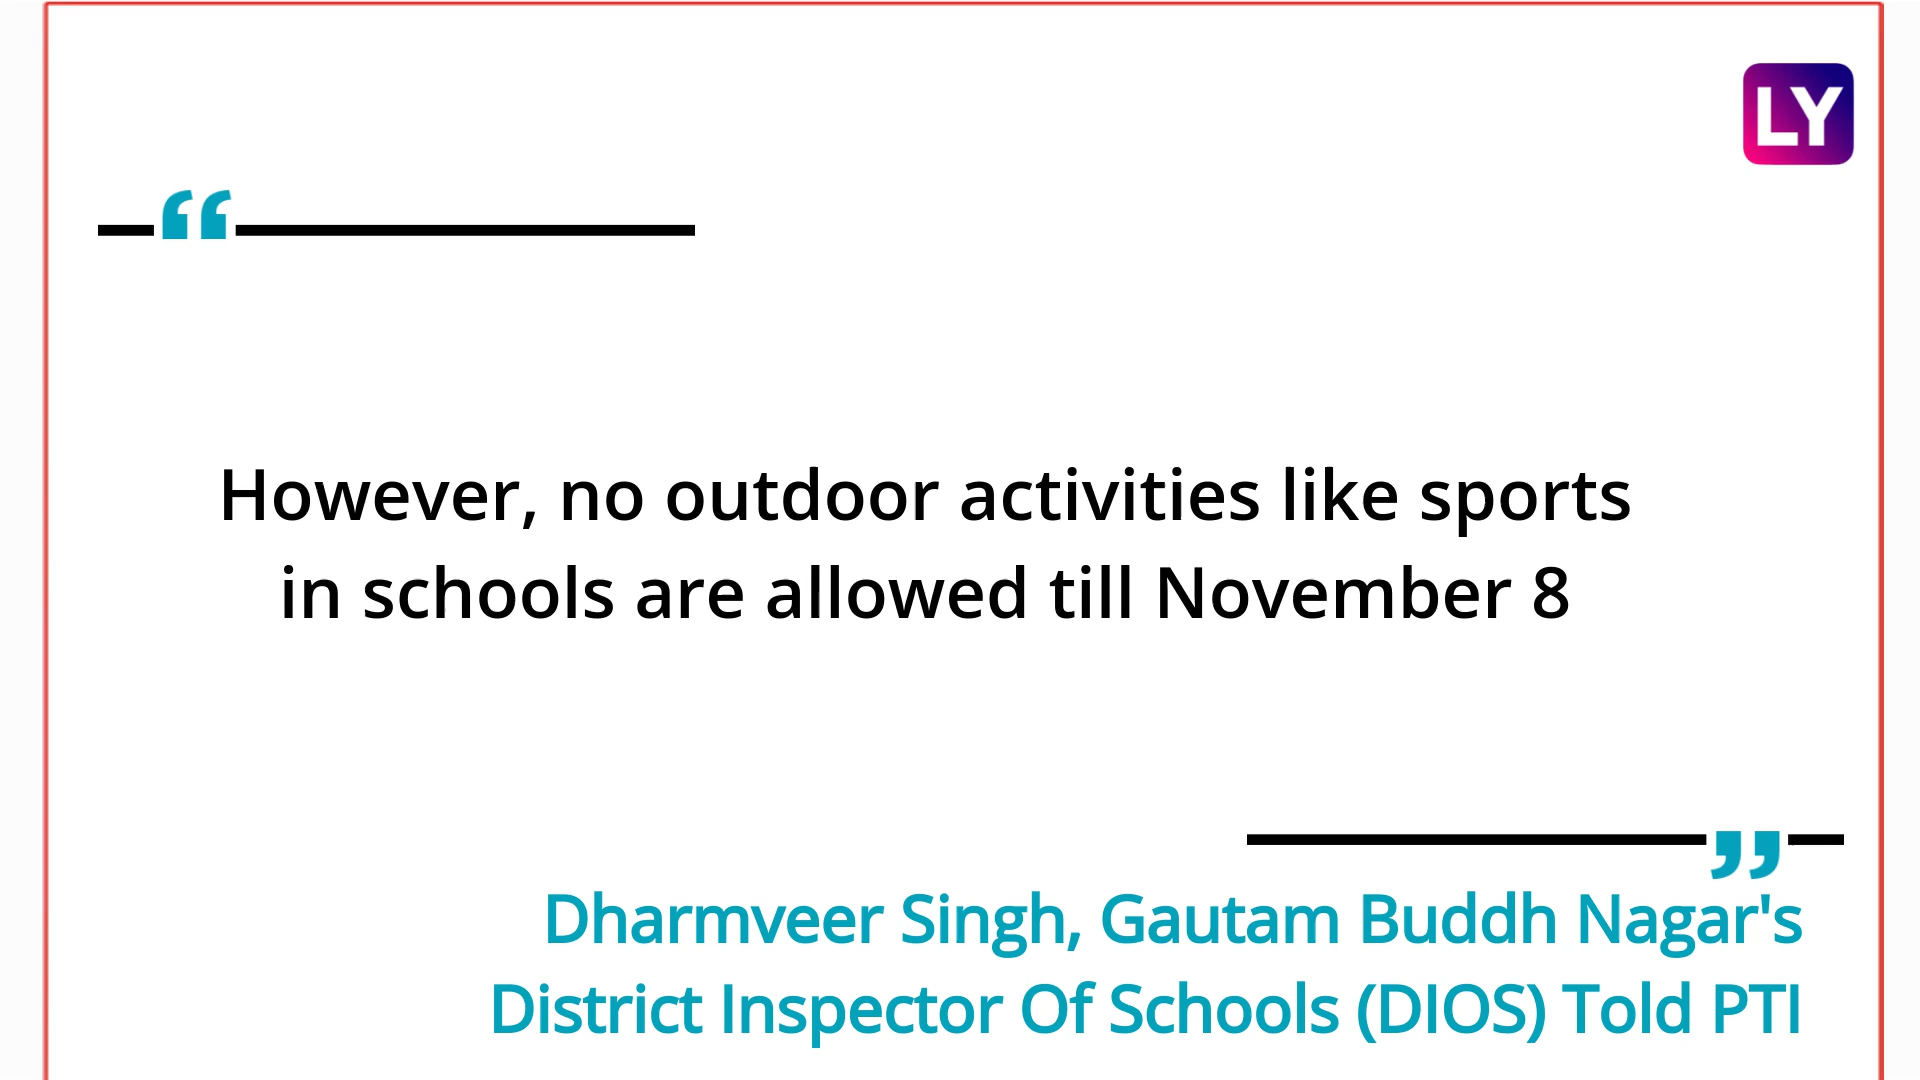 LY
“
However, no outdoor activities like sports
in schools are allowed till November 8
”
Dharmveer Singh, Gautam Buddh Nagar's
District Inspector Of Schools (DIOS) Told PTI